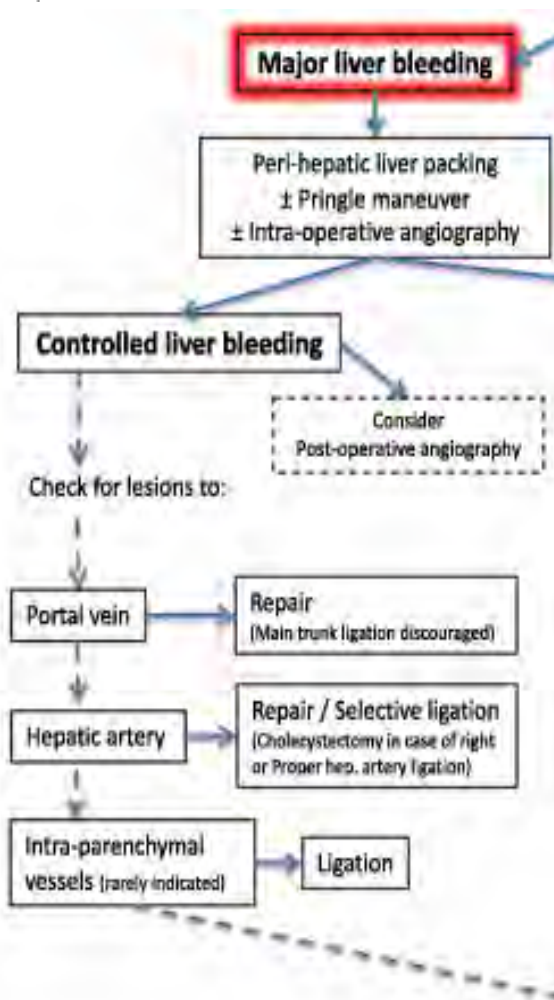 Major liver bleeding
Peri-hepatic liver packing
± Pringle maneuver
± Intra-operative angiography
Controlled liver bleeding
Consider
Post-operative angiography
Check for lesions to:
Portal vein
Repair
(Main trunk ligation discouraged)
Hepatic artery
Repair / Selective ligation
(Cholecystectomy in case of right
or Proper hep. artery ligation)
Intra-parenchymal
vessels (rarely indicated)
Ligation